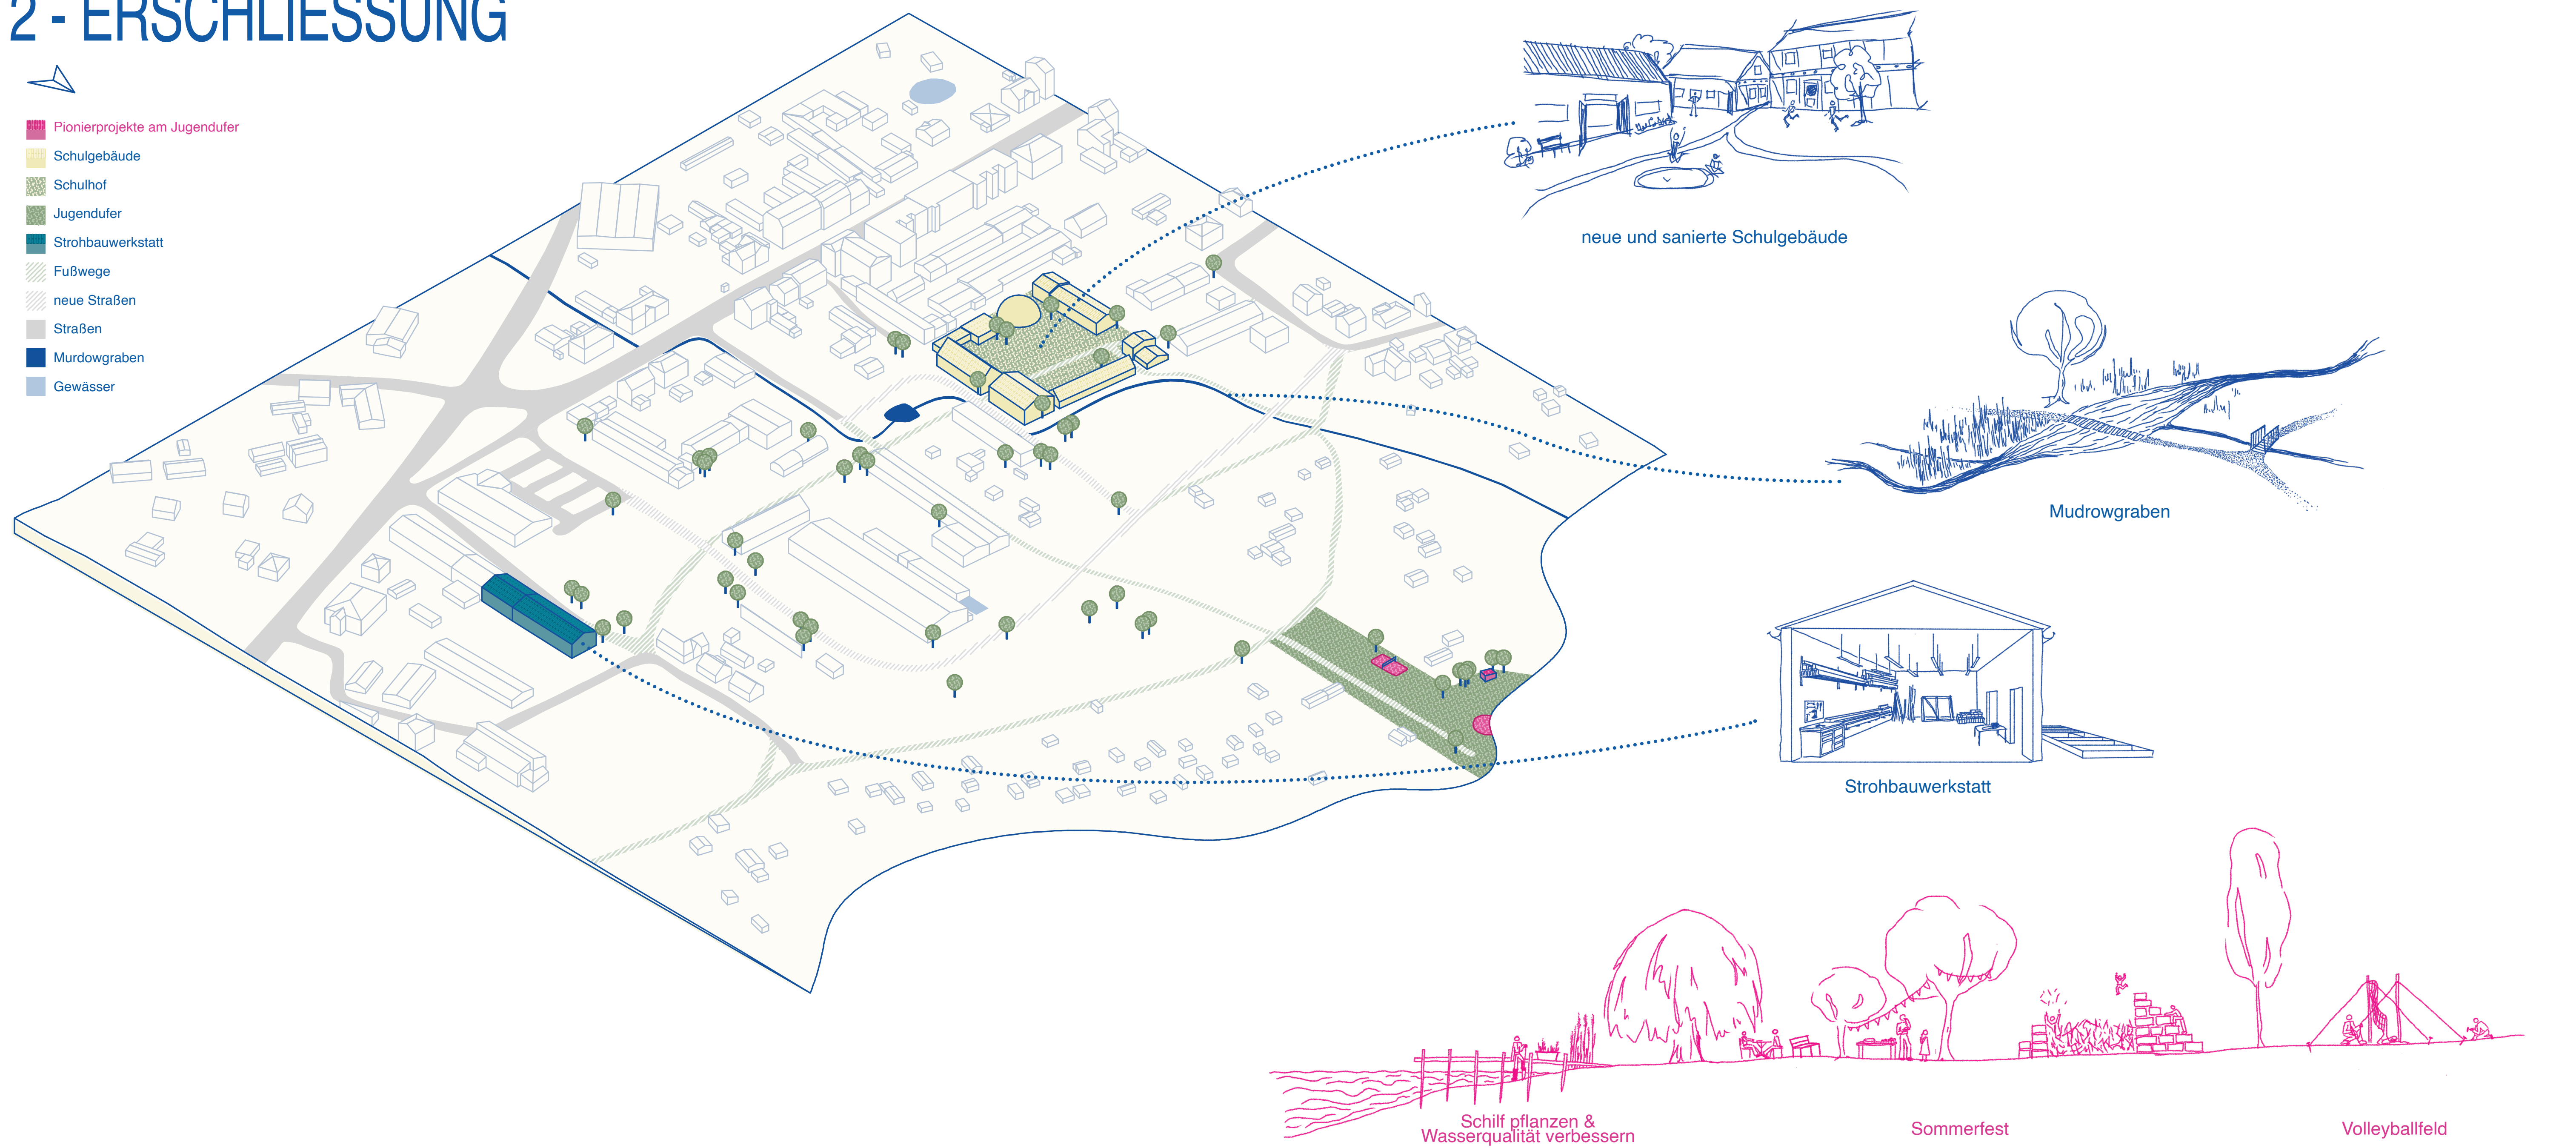 2 - ERSCHLIESSUNG
Pionierprojekte am Jugendufer
Schulgebäude
Schulhof
Jugendufer
Strohbauwerkstatt
Fußwege
neue Straßen
Straßen
Murdowgraben
Gewässer
neue und sanierte Schulgebäude
Mudrowgraben
Strohbauwerkstatt
Schilf pflanzen &
Wasserqualität verbessern
Sommerfest
Volleyballfeld